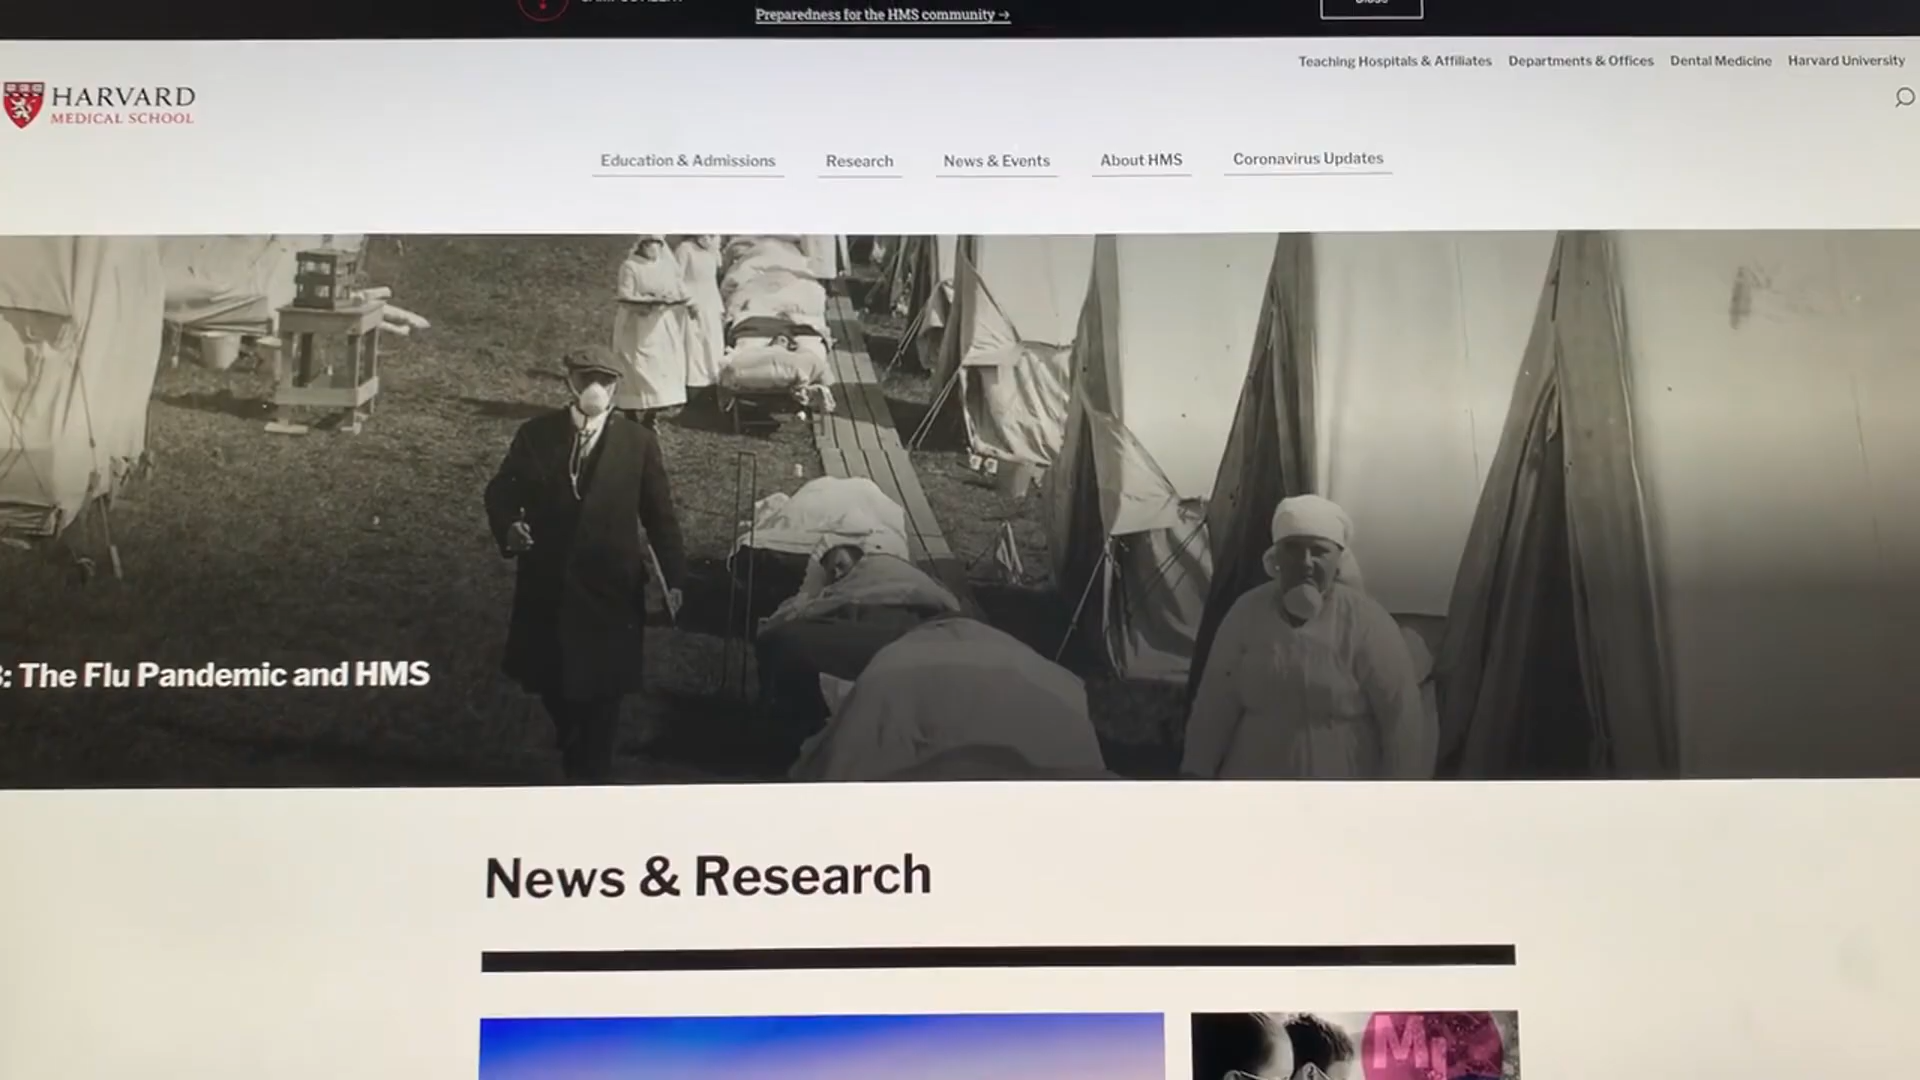 Preparedness for the HMS community →
Teaching Hospitals & Affiliates Departments & Offices Dental Medicine Harvard University
HARVARD
MEDICAL SCHOOL
Education & Admissions Research News & Events About HMS Coronavirus Updates
: The Flu Pandemic and HMS
News & Research